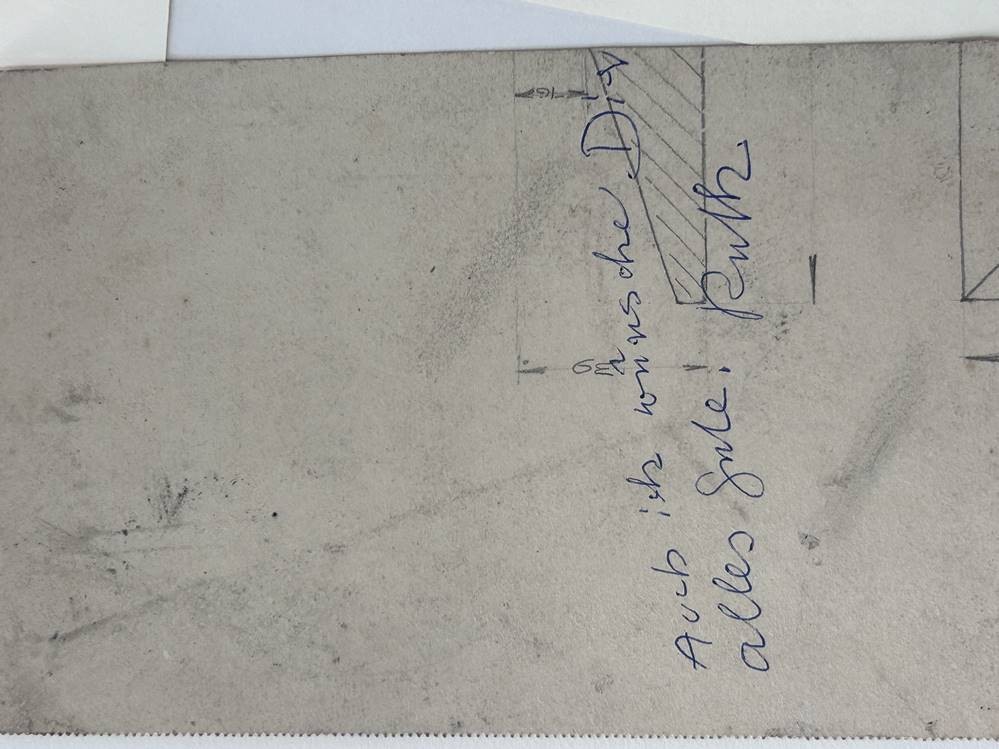 Auch ich wünsche Dir
alles Gute. Ruth